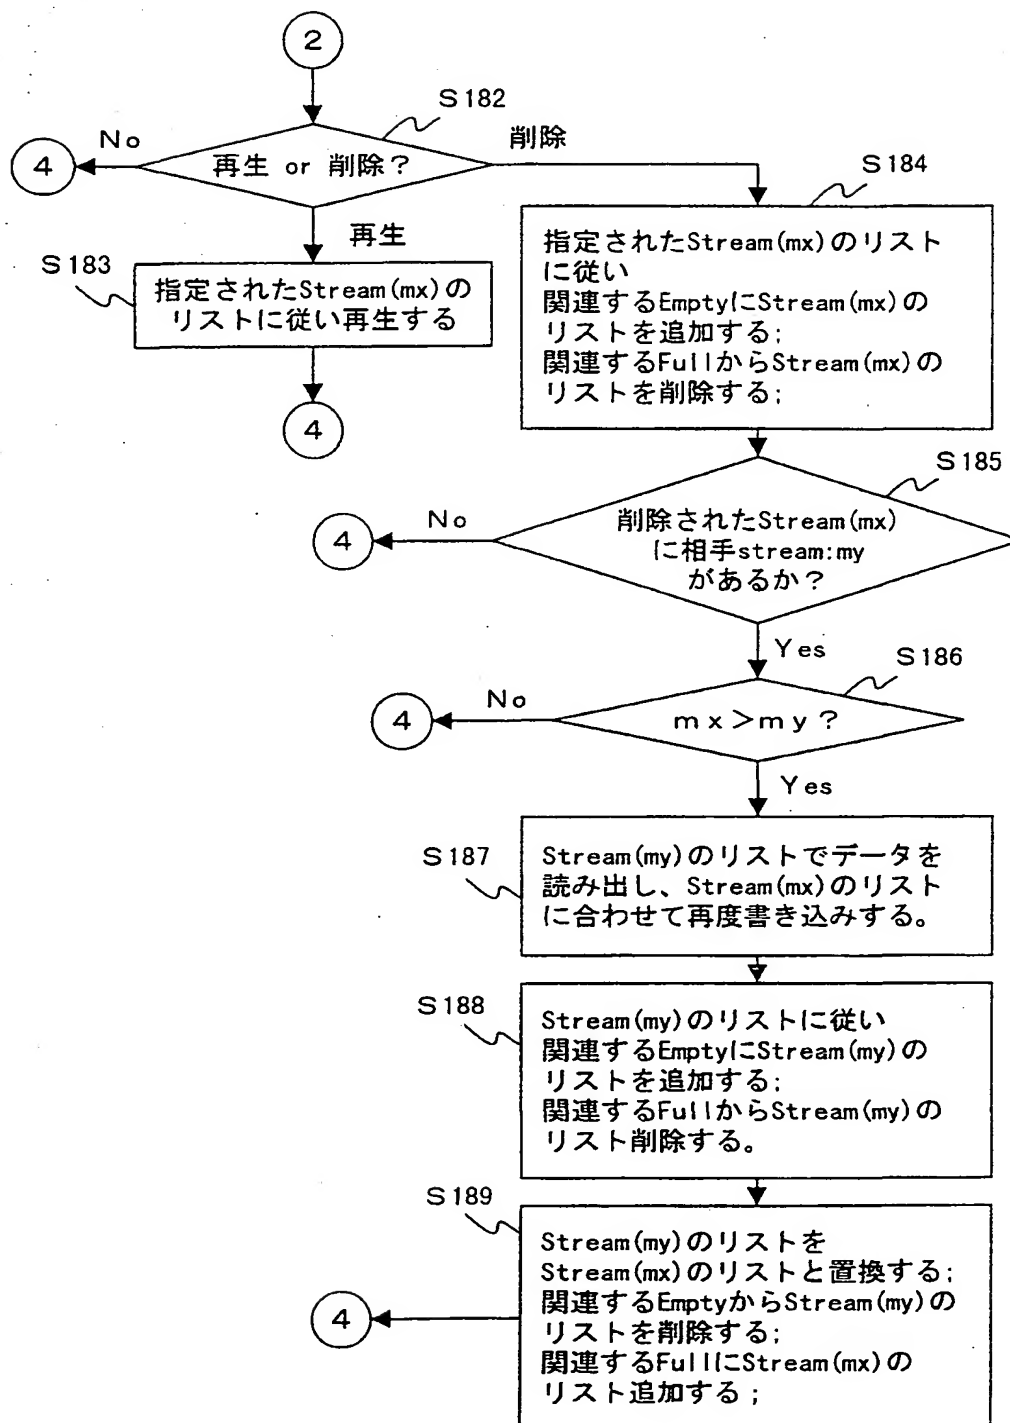 2
S182
No
削除
4
再生 or 削除？
S184
再生
S183
指定されたStream(mx)の
リストに従い再生する
指定されたStream(mx)のリスト
に従い
関連するEmptyにStream(mx)の
リストを追加する；
関連するFullからStream(mx)の
リストを削除する；
4
S185
No
4
削除されたStream(mx)
に相手stream:my
があるか？
Yes
S186
No
4
ｍｘ＞ｍｙ？
Yes
S187
Stream(my)のリストでデータを
読み出し、Stream(mx)のリスト
に合わせて再度書き込みする。
S188
Stream(my)のリストに従い
関連するEmptyにStream(my)の
リストを追加する；
関連するFullからStream(my)の
リスト削除する。
S189
Stream(my)のリストを
Stream(mx)のリストと置換する；
関連するEmptyからStream(my)の
リストを削除する；
関連するFullにStream(mx)の
リスト追加する；
4